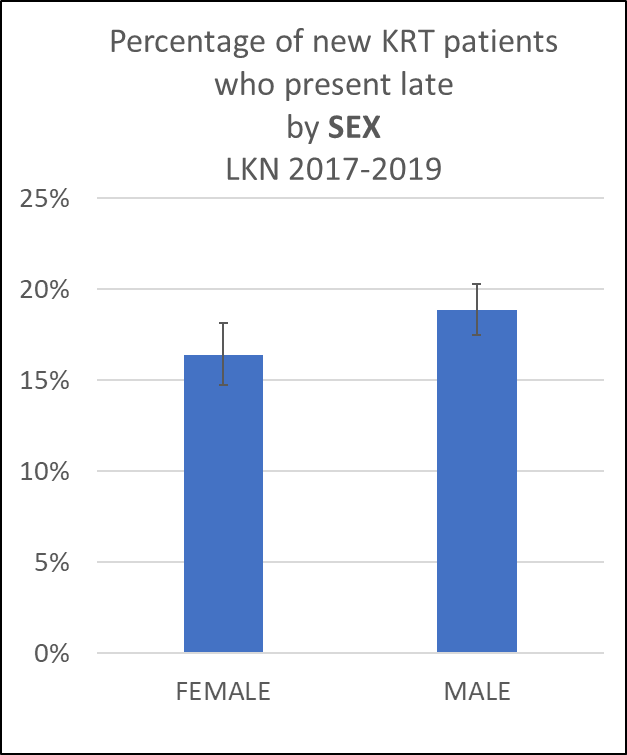 Percentage of new KRT patients
who present late
by SEX
LKN 2017-2019
25%
20%
15%
10%
5%
0%
FEMALE
MALE